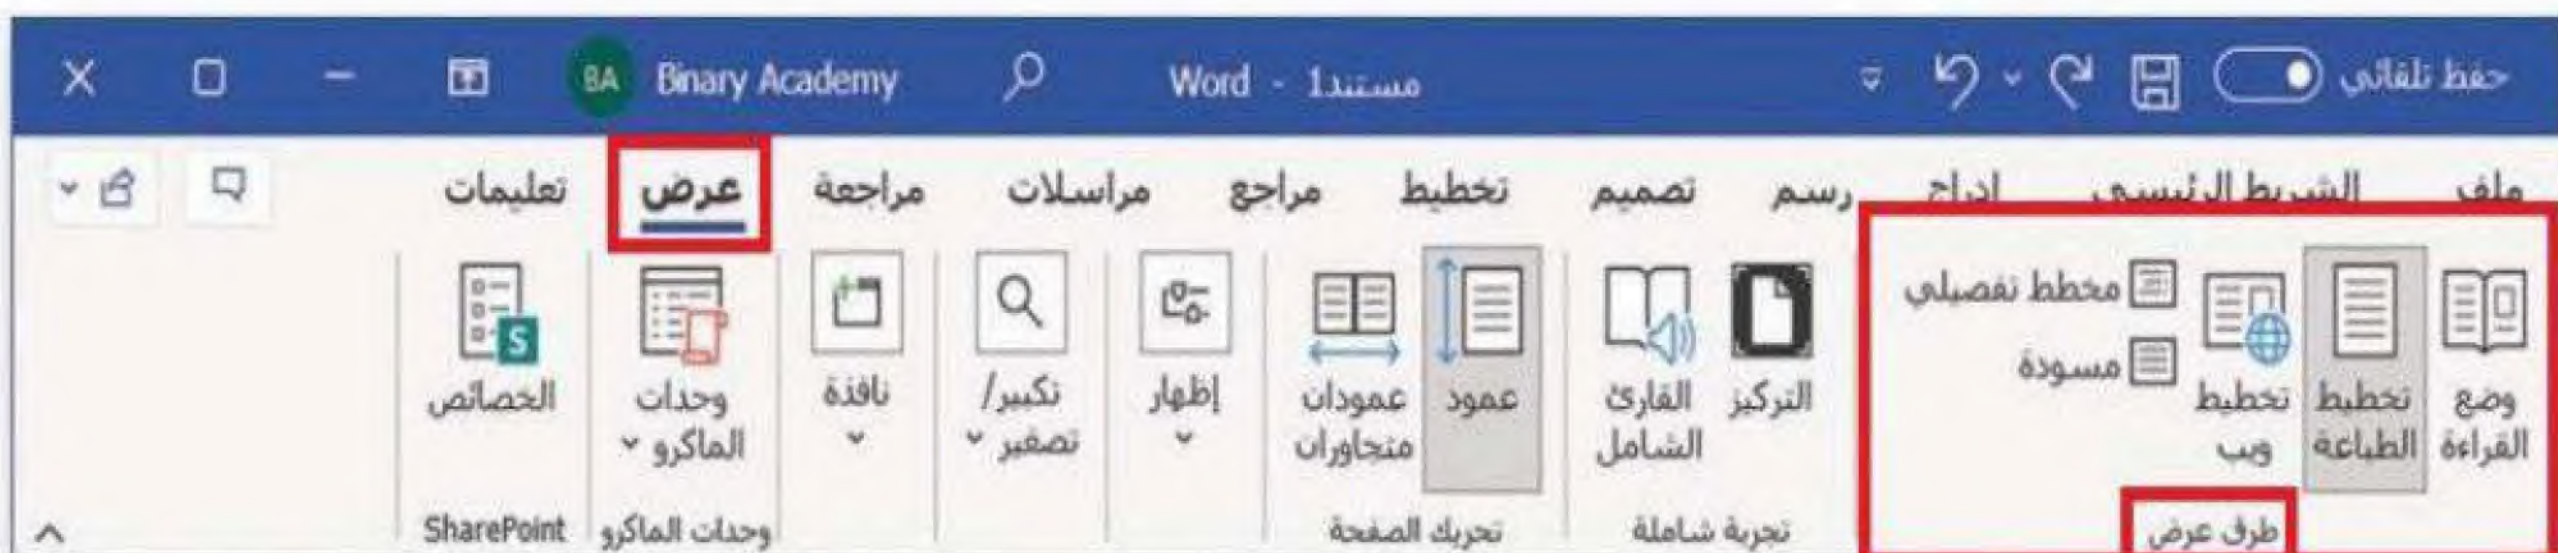 حفظ تلقائي
مستند1 - Word
Binary Academy
BA
ملف
الشريط الرئيسي
ادراج
رسم
تصميم
تخطيط
مراجع
مراسلات
مراجعة
عرض
تعليمات
وضع
القراءة
تخطيط
الطباعة
تخطيط
ويب
مخطط تفصيلي
مسودة
طرق عرض
التركيز
القارئ
الشامل
تجربة شاملة
عمود
عمودان
متجاوران
تحريك الصفحة
إظهار
تكبير/
تصغير
نافذة
وحدات
الماكرو
وحدات الماكرو
الخصائص
S
SharePoint